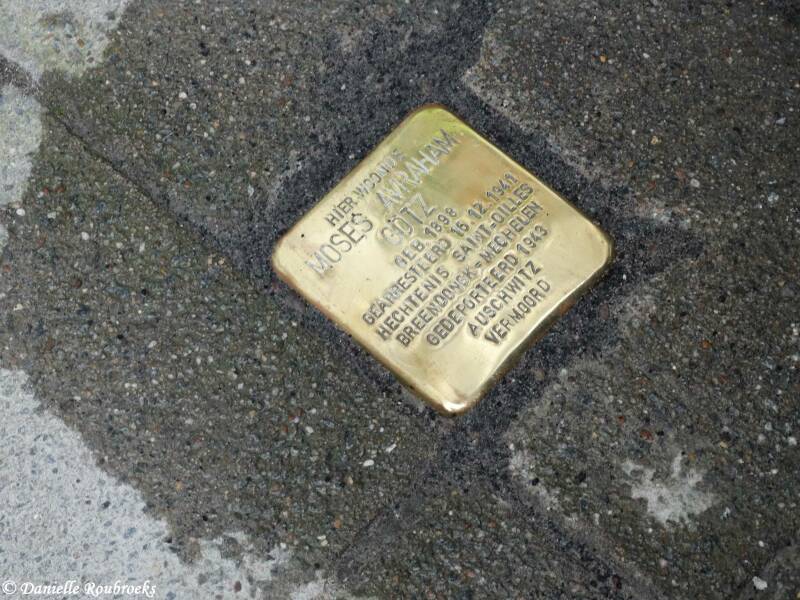 HIER WOONDE
MOSES AVRAHAM
GÖTZ
GEB. 1898
GEARRESTEERD 16.12.1941
HECHTENIS SAINT-GILLES
BREENDONK-MECHELEN
GEDEPORTEERD 1943
AUSCHWITZ
VERMOORD
© Danielle Roubroeks